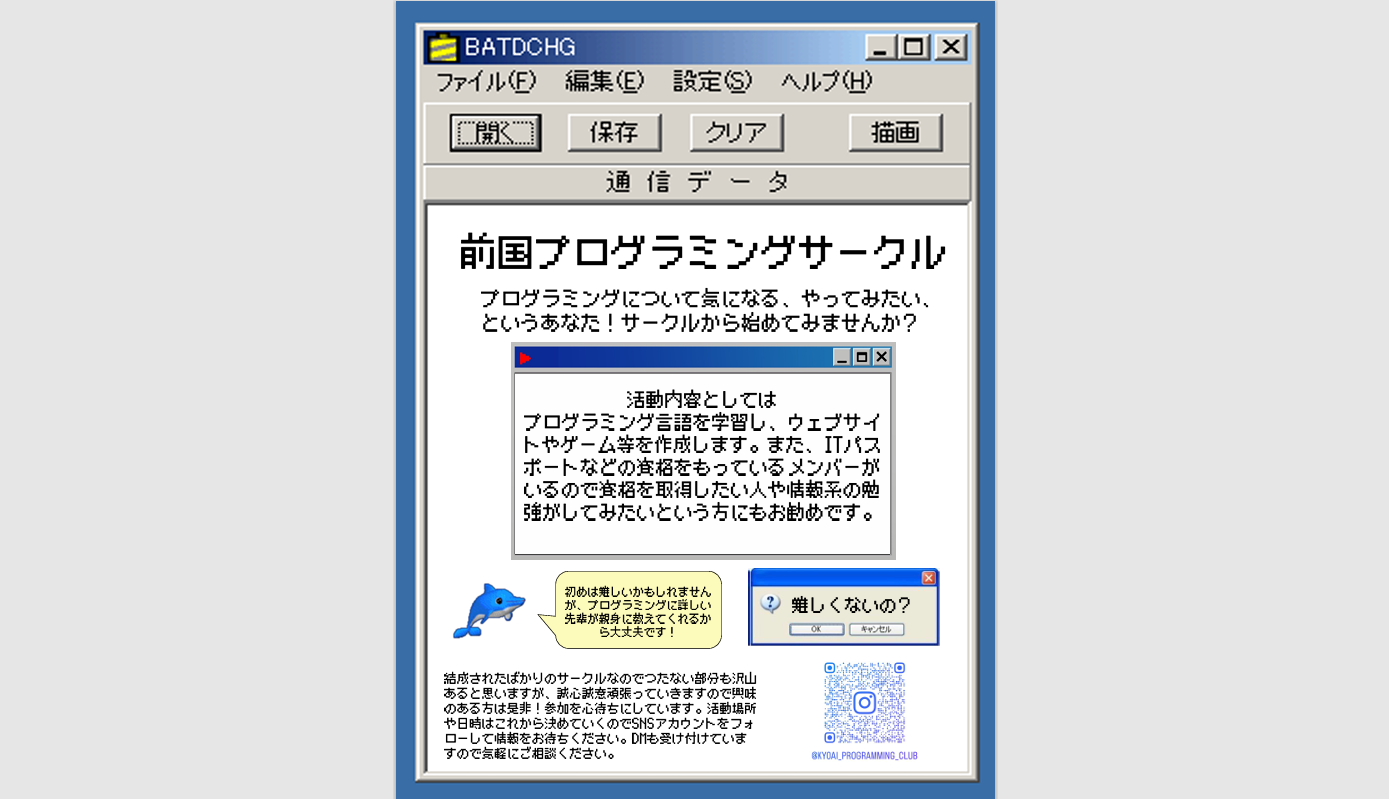 BATDCHG
ファイル(F) 編集(E) 設定(S) ヘルプ(H)
開く 保存 クリア 描画
通信データ
前国プログラミングサークル
プログラミングについて気になる、やってみたい、
というあなた！サークルから始めてみませんか？
活動内容としては
プログラミング言語を学習し、ウェブサイ
トやゲーム等を作成します。また、ITパス
ポートなどの資格をもっているメンバーが
いるので資格を取得したい人や情報系の勉
強がしてみたいという方にもお勧めです。
初めは難しいかもしれません
が、プログラミングに詳しい
先輩が親身に教えてくれるか
ら大丈夫です！
難しくないの？
OK キャンセル
結成されたばかりのサークルなのでつたない部分も沢山
あると思いますが、誠心誠意頑張っていきますので興味
のある方は是非！参加を心待ちにしています。活動場所
や日時はこれから決めていくのでSNSアカウントをフォ
ローして情報をお待ちください。DMも受け付けていま
すので気軽にご相談ください。
@KYOAI_PROGRAMMING_CLUB